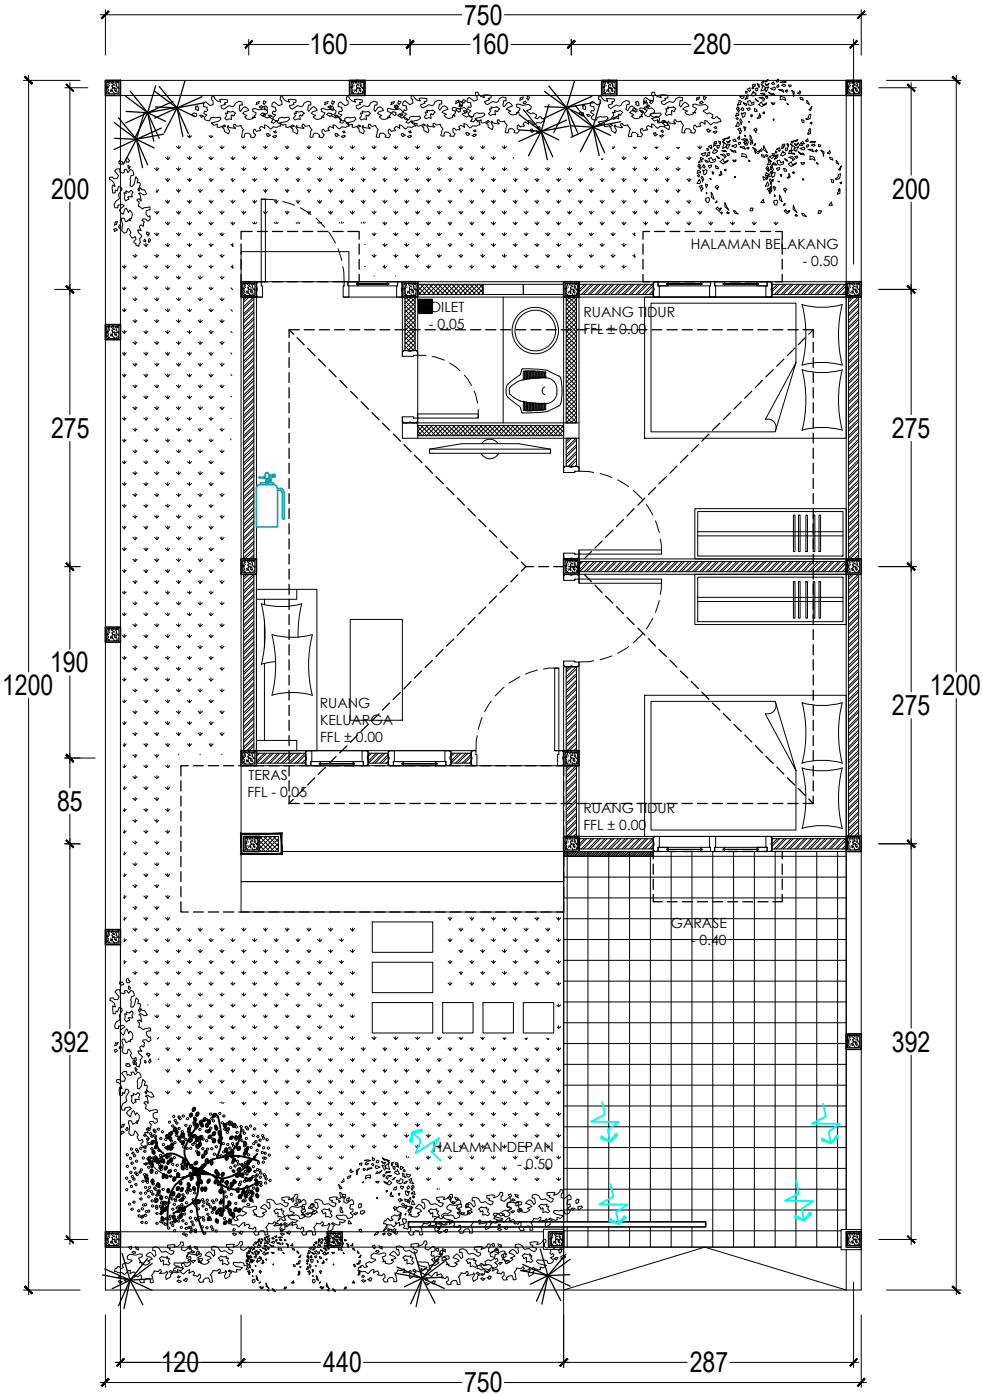 750
160
160
280
200
200
HALAMAN BELAKANG
- 0.50
OILET
- 0.05
RUANG TIDUR
FFL ± 0.00
275
275
190
1200
275
1200
RUANG
KELUARGA
FFL ± 0.00
TERAS
FFL - 0.05
85
RUANG TIDUR
FFL ± 0.00
GARASE
- 0.40
392
392
HALAMAN DEPAN
- 0.50
120
440
287
750